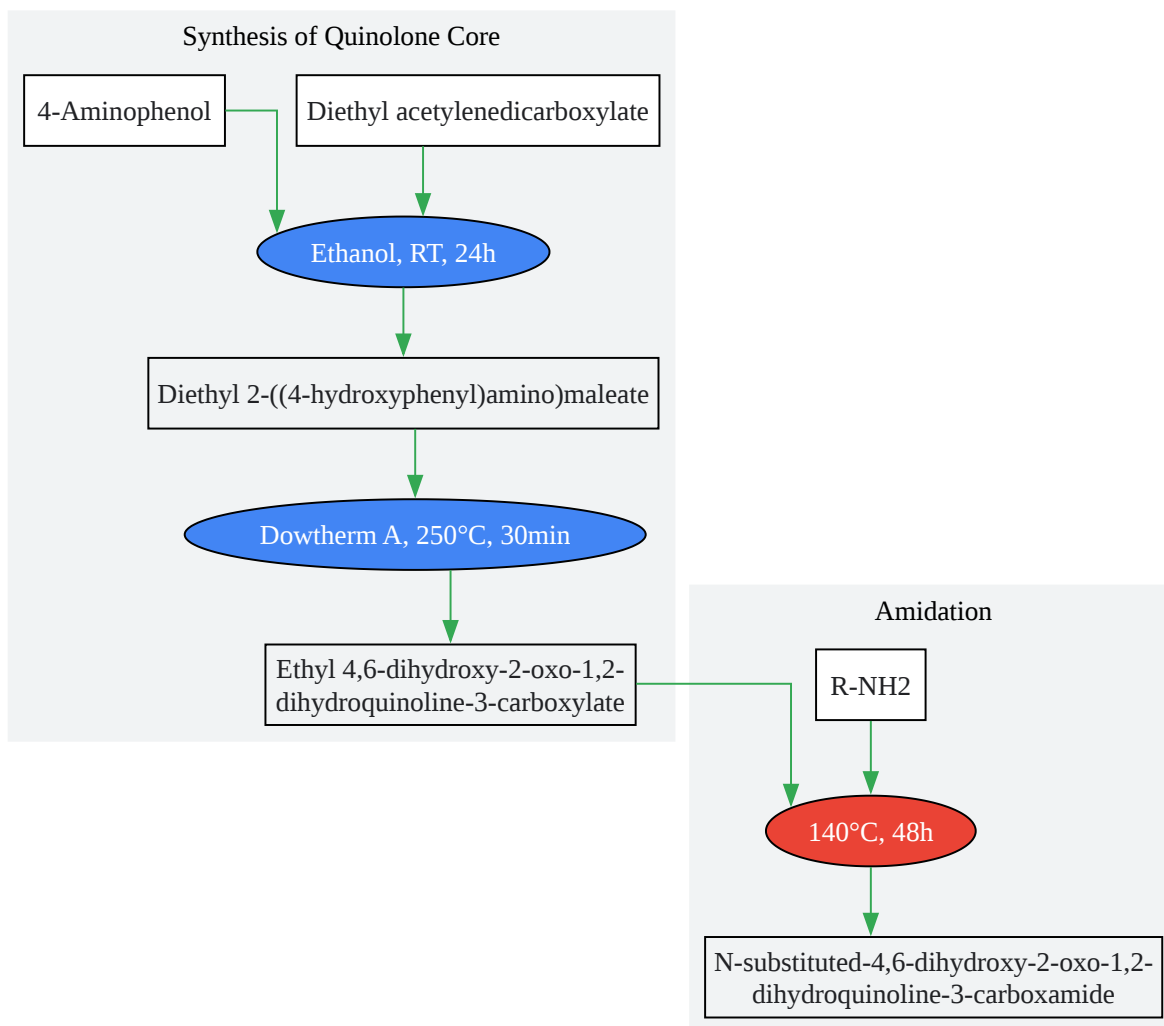 Synthesis of Quinolone Core
4-Aminophenol
Diethyl acetylenedicarboxylate
Ethanol, RT, 24h
Diethyl 2-((4-hydroxyphenyl)amino)maleate
Dowtherm A, 250°C, 30min
Ethyl 4,6-dihydroxy-2-oxo-1,2-
dihydroquinoline-3-carboxylate
Amidation
R-NH2
140°C, 48h
N-substituted-4,6-dihydroxy-2-oxo-1,2-
dihydroquinoline-3-carboxamide